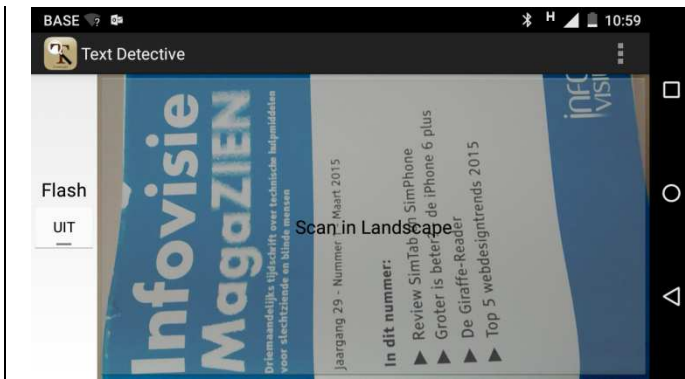 BASE
H
10:59
Text Detective
Flash
UIT
Scan in Landscape
Infovisie
MagaZIEN
Driemaandelijks tijdschrift over technische hulpmiddelen
voor slechtziende en blinde mensen
Jaargang 29 - Nummer Maart 2015
In dit nummer:
▶ Review SimTab SimPhone
▶ Groter is beter de iPhone 6 plus
▶ De Giraffe-Reader
▶ Top 5 webdesigntrends 2015